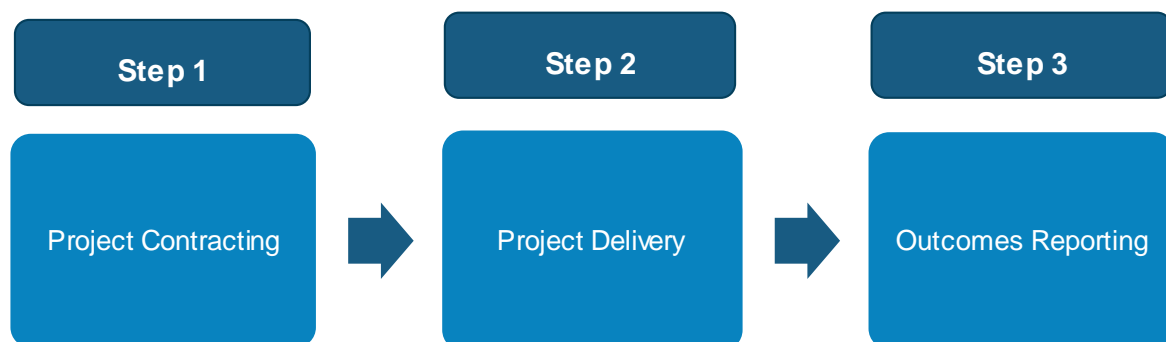 Step 1
Step 2
Step 3
Project Contracting
Project Delivery
Outcomes Reporting